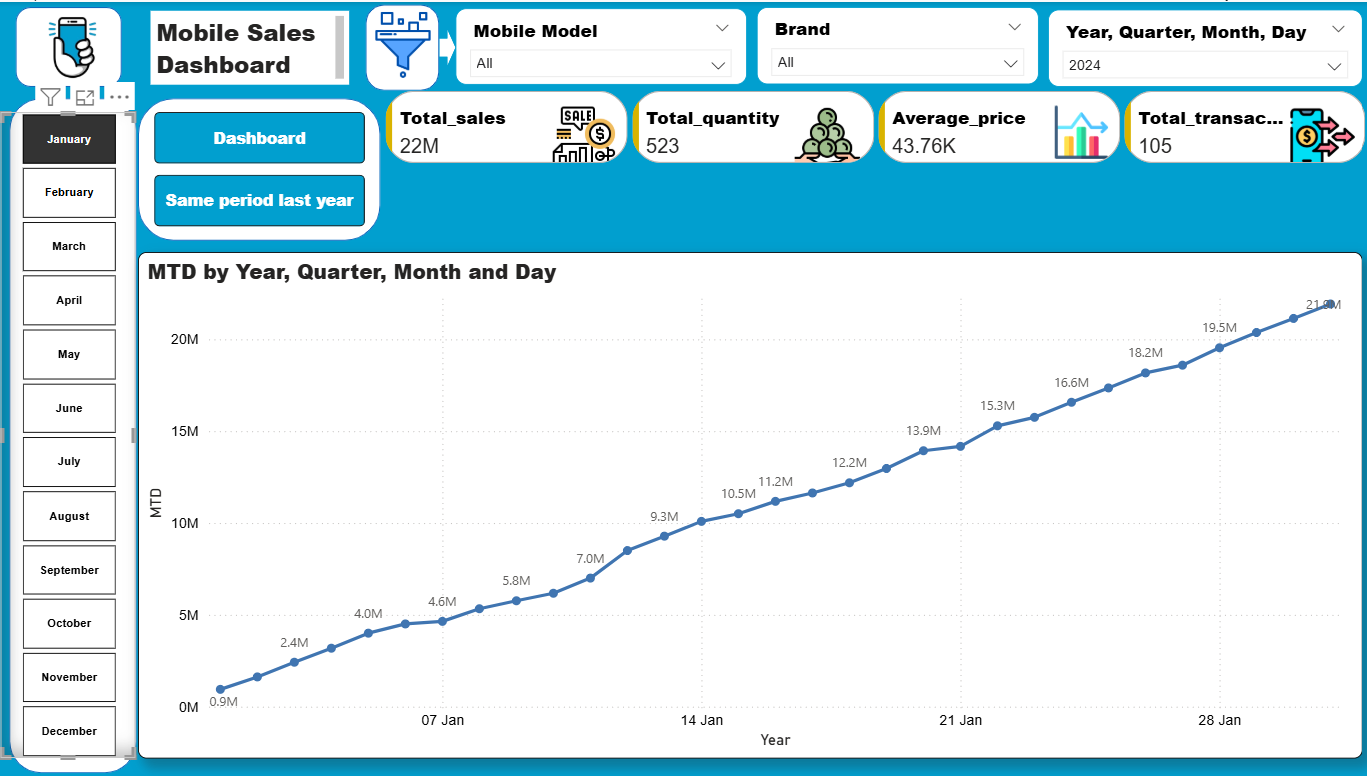 Mobile Sales
Dashboard
Mobile Model
All
Brand
All
Year, Quarter, Month, Day
2024
January
February
March
April
May
June
July
August
September
October
November
December
Dashboard
Same period last year
Total_sales
22M
SALE
$
Total_quantity
523
Average_price
43.76K
Total_transac...
105
$
MTD by Year, Quarter, Month and Day
MTD
20M
15M
10M
5M
0M
0.9M
2.4M
4.0M
4.6M
5.8M
7.0M
9.3M
10.5M
11.2M
12.2M
13.9M
15.3M
16.6M
18.2M
19.5M
21.9M
07 Jan
14 Jan
21 Jan
28 Jan
Year